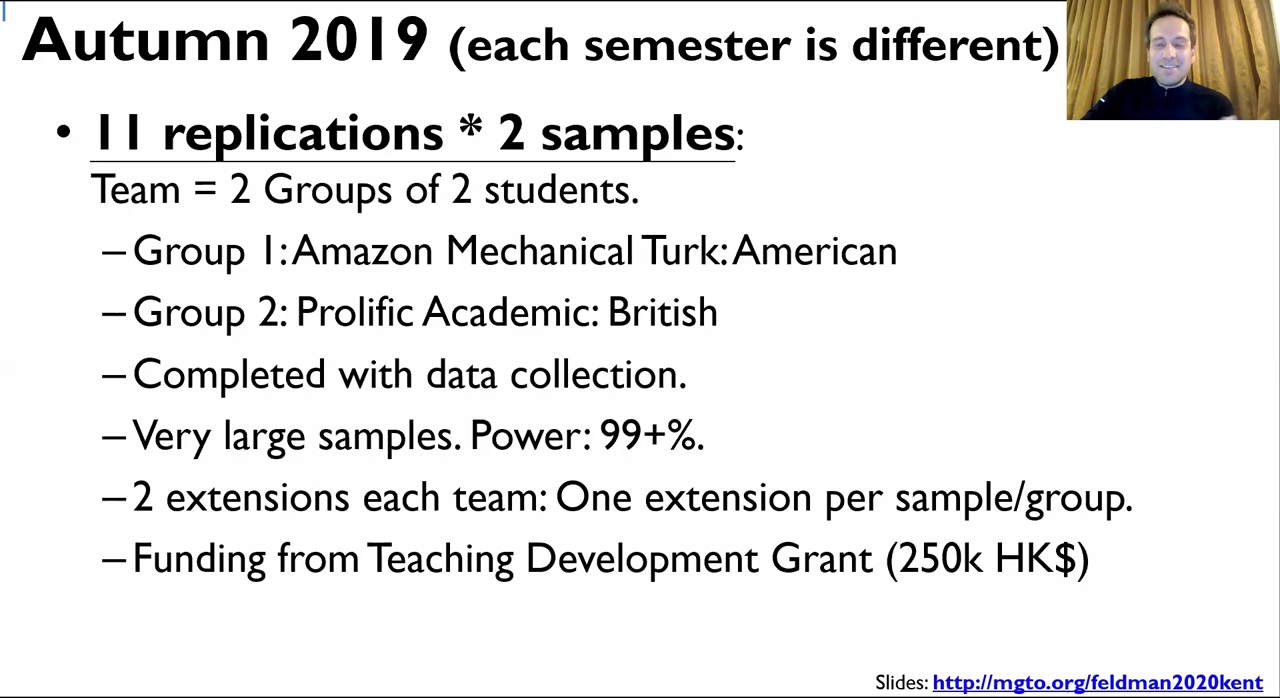 Autumn 2019 (each semester is different)
• 11 replications * 2 samples:
Team = 2 Groups of 2 students.
–Group 1: Amazon Mechanical Turk: American
–Group 2: Prolific Academic: British
–Completed with data collection.
–Very large samples. Power: 99+%.
–2 extensions each team: One extension per sample/group.
–Funding from Teaching Development Grant (250k HK$)
Slides: http://mgto.org/feldman2020kent